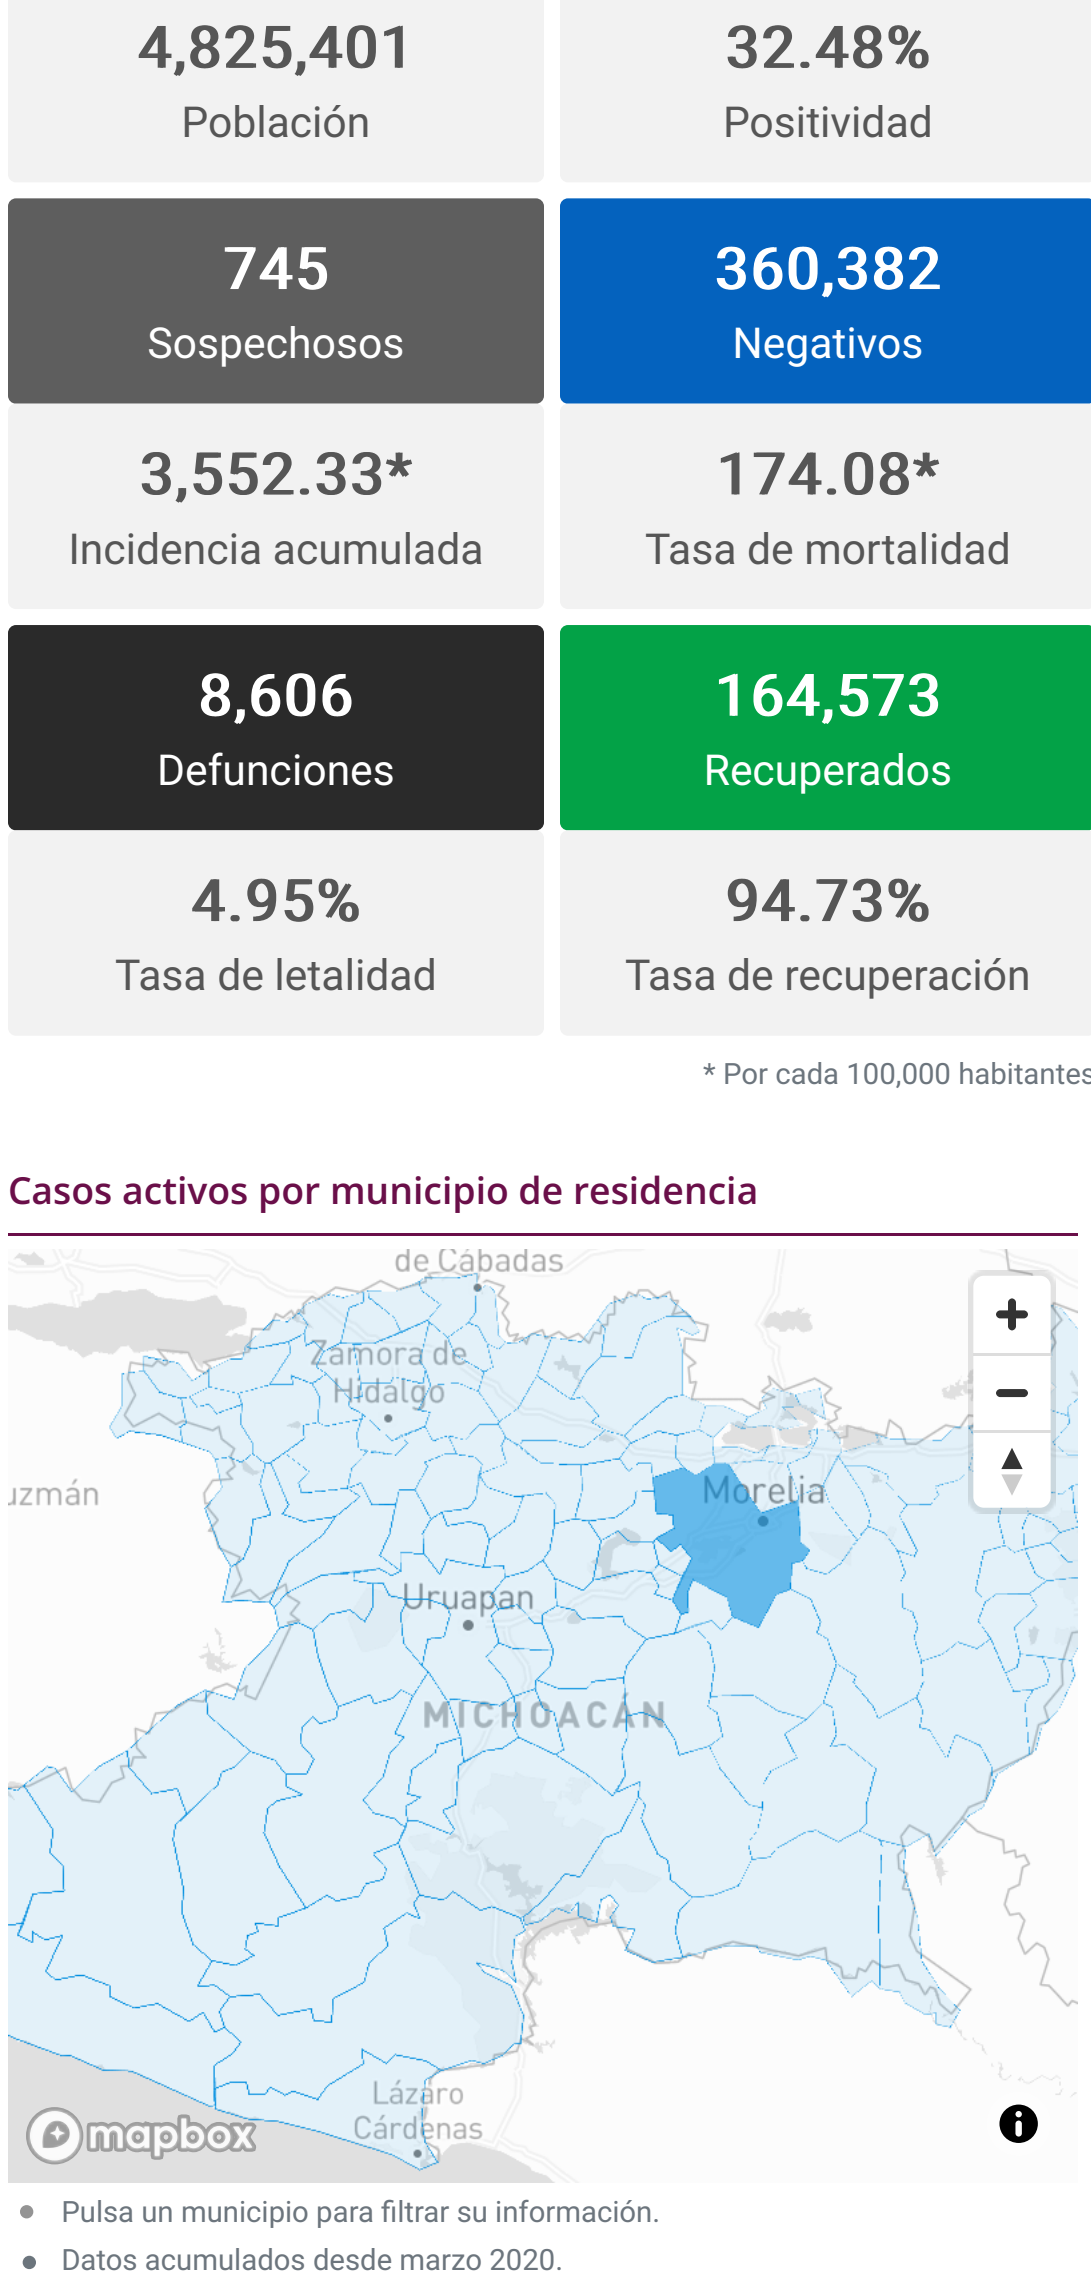 4,825,401
Población
32.48%
Positividad
745
Sospechosos
360,382
Negativos
3,552.33*
Incidencia acumulada
174.08*
Tasa de mortalidad
8,606
Defunciones
164,573
Recuperados
4.95%
Tasa de letalidad
94.73%
Tasa de recuperación
* Por cada 100,000 habitantes
Casos activos por municipio de residencia
de Cábadas
Zamora de
Hidalgo
uzmán
Morelia
Uruapan
MICHOACÁN
Lázaro
Cárdenas
mapbox
Pulsa un municipio para filtrar su información.
Datos acumulados desde marzo 2020.